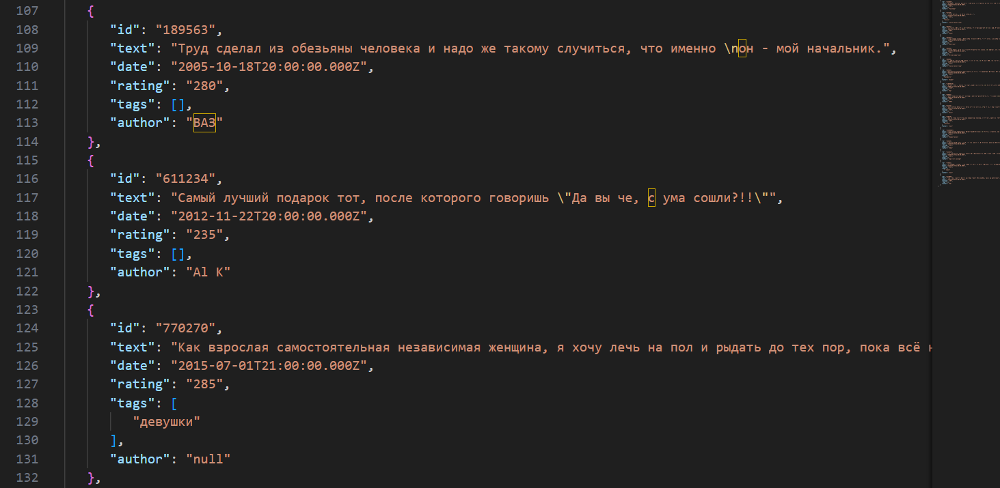 107 {
108 "id": "189563",
109 "text": "Труд сделал из обезьяны человека и надо же такому случиться, что именно \nон - мой начальник.",
110 "date": "2005-10-18T20:00:00.000Z",
111 "rating": "280",
112 "tags": [],
113 "author": "ВАЗ"
114 },
115 {
116 "id": "611234",
117 "text": "Самый лучший подарок тот, после которого говоришь \"Да вы че, с ума сошли?!!\"",
118 "date": "2012-11-22T20:00:00.000Z",
119 "rating": "235",
120 "tags": [],
121 "author": "Al K"
122 },
123 {
124 "id": "770270",
125 "text": "Как взрослая самостоятельная независимая женщина, я хочу лечь на пол и рыдать до тех пор, пока всё
126 "date": "2015-07-01T21:00:00.000Z",
127 "rating": "285",
128 "tags": [
129 "девушки"
130 ],
131 "author": "null"
132 },